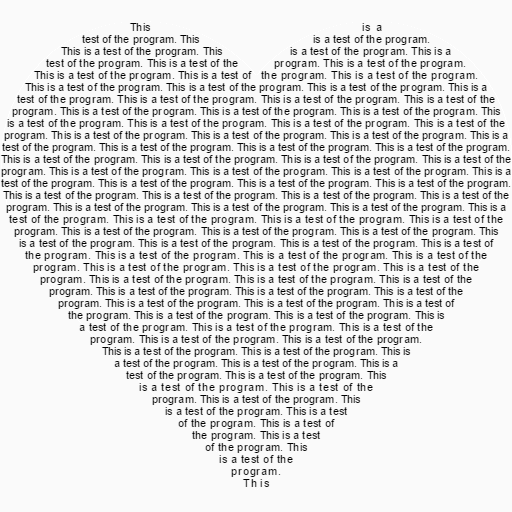 This is a
test of the program. This is a test of the program.
This is a test of the program. This is a test of the program. This is a
test of the program. This is a test of the program. This is a test of the program.
This is a test of the program. This is a test of the program. This is a test of the program.
This is a test of the program. This is a test of the program. This is a test of the program. This is a
test of the program. This is a test of the program. This is a test of the program. This is a test of the
program. This is a test of the program. This is a test of the program. This is a test of the program. This
is a test of the program. This is a test of the program. This is a test of the program. This is a test of the
program. This is a test of the program. This is a test of the program. This is a test of the program. This is a
test of the program. This is a test of the program. This is a test of the program. This is a test of the program.
This is a test of the program. This is a test of the program. This is a test of the program. This is a test of the
program. This is a test of the program. This is a test of the program. This is a test of the program. This is a
test of the program. This is a test of the program. This is a test of the program. This is a test of the program.
This is a test of the program. This is a test of the program. This is a test of the program. This is a test of the
program. This is a test of the program. This is a test of the program. This is a test of the program. This is a
test of the program. This is a test of the program. This is a test of the program. This is a test of the
program. This is a test of the program. This is a test of the program. This is a test of the program. This
is a test of the program. This is a test of the program. This is a test of the program. This is a test of
the program. This is a test of the program. This is a test of the program. This is a test of the
program. This is a test of the program. This is a test of the program. This is a test of the
program. This is a test of the program. This is a test of the program. This is a test of the
program. This is a test of the program. This is a test of the program. This is a test of the
program. This is a test of the program. This is a test of the program. This is a test of
the program. This is a test of the program. This is a test of the program. This is
a test of the program. This is a test of the program. This is a test of the
program. This is a test of the program. This is a test of the program.
This is a test of the program. This is a test of the program. This is
a test of the program. This is a test of the program. This is a
test of the program. This is a test of the program. This
is a test of the program. This is a test of the
program. This is a test of the program. This
is a test of the program. This is a test
of the program. This is a test of
the program. This is a test
of the program. This
is a test of the
program.
This